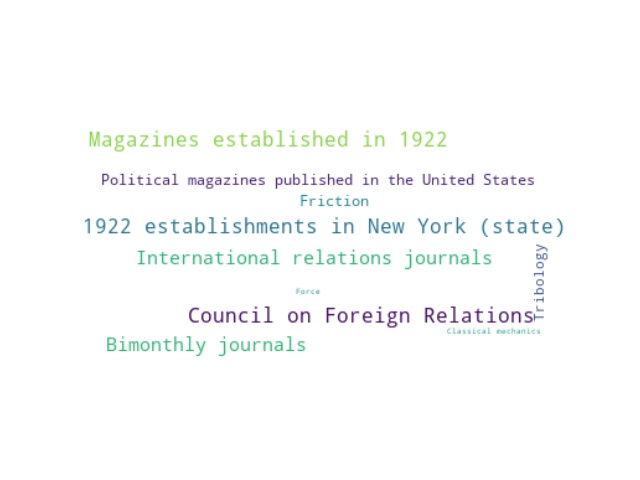 Magazines established in 1922
Political magazines published in the United States
Friction
1922 establishments in New York (state)
International relations journals
Tribology
Force
Council on Foreign Relations
Classical mechanics
Bimonthly journals